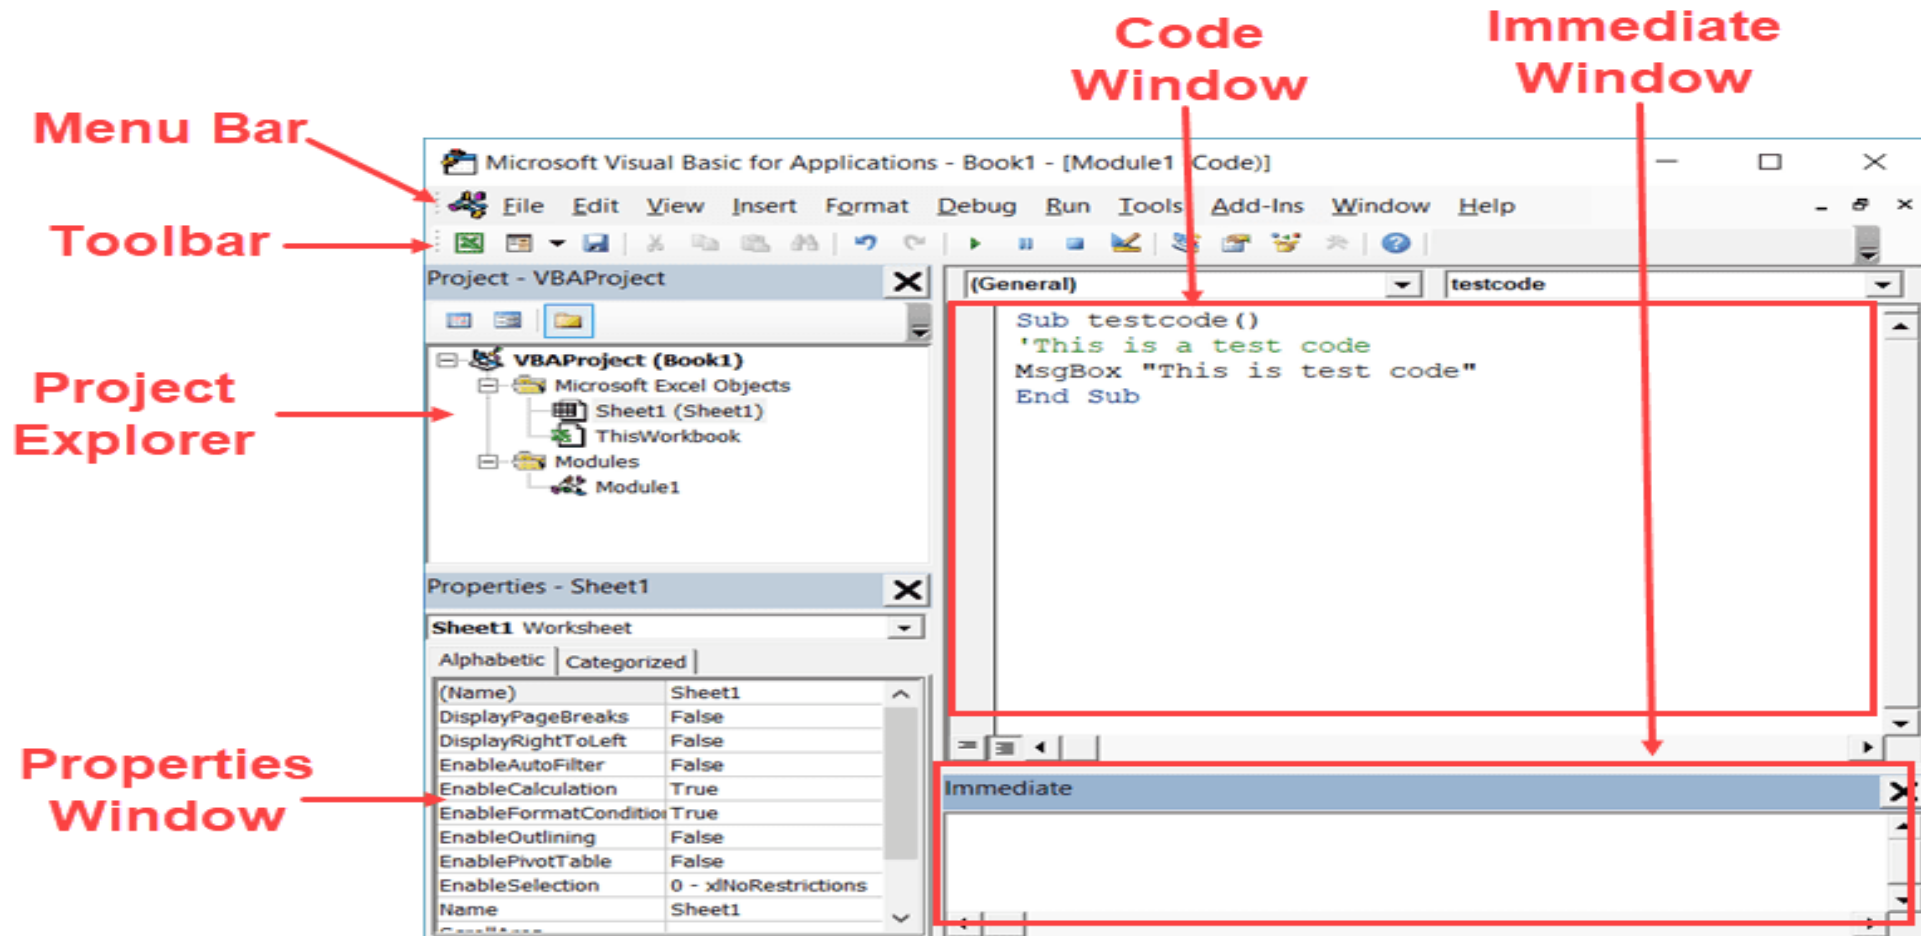 Code
Window
Immediate
Window
Menu Bar
Microsoft Visual Basic for Applications - Book1 - [Module1 Code)]
File Edit View Insert Format Debug Run Tools Add-Ins Window Help
Toolbar
Project - VBAProject
(General)
testcode
Sub testcode()
'This is a test code
MsgBox "This is test code"
End Sub
Project
Explorer
VBAProject (Book1)
Microsoft Excel Objects
Sheet1 (Sheet1)
ThisWorkbook
Modules
Module1
Properties - Sheet1
Sheet1 Worksheet
Alphabetic Categorized
(Name) Sheet1
DisplayPageBreaks False
DisplayRightToLeft False
EnableAutoFilter False
EnableCalculation True
EnableFormatConditio True
EnableOutlining False
EnablePivotTable False
EnableSelection 0 - xlNoRestrictions
Name Sheet1
Properties
Window
Immediate